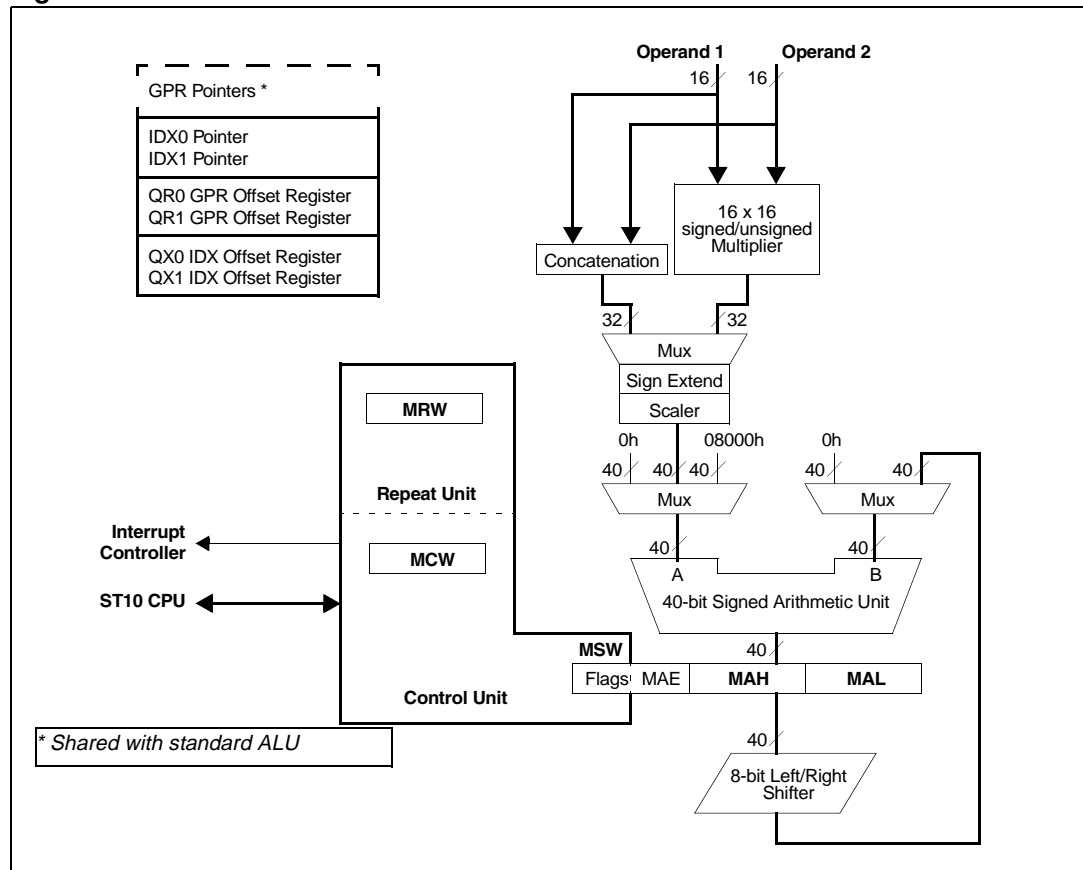 GPR Pointers *
IDX0 Pointer
IDX1 Pointer
QR0 GPR Offset Register
QR1 GPR Offset Register
QX0 IDX Offset Register
QX1 IDX Offset Register
Operand 1
Operand 2
16
16
16 x 16
signed/unsigned
Multiplier
Concatenation
32
32
Mux
Sign Extend
Scaler
0h
08000h
0h
40
40
40
40
40
Mux
Mux
40
40
A
B
40-bit Signed Arithmetic Unit
40
MSW
Flags
MAE
MAH
MAL
40
8-bit Left/Right
Shifter
MRW
Repeat Unit
MCW
Control Unit
Interrupt
Controller
ST10 CPU
* Shared with standard ALU